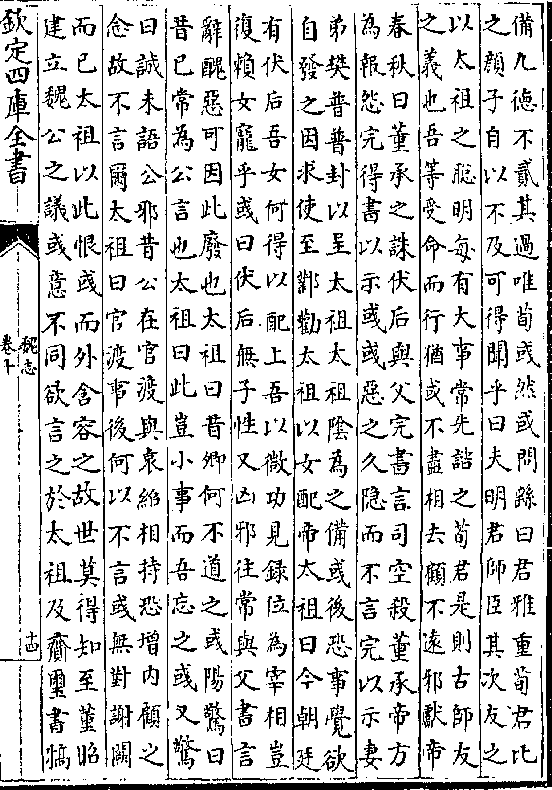 備九德不貳其過唯荀彧然或問繇曰君雅重荀君比
之顏子自以不及可得聞乎曰夫明君師臣其次友之
以太祖之聰明每有大事常先諮之荀君是則古師友
之義也吾等受命而行猶或不盡相去顧不遠邪獻帝
春秋曰董承之誅伏后與父完書言司空殺董承帝方
為報怨完得書以示彧彧惡之久隱而不言完以示妻
弟樊普普封以呈太祖太祖陰為之備彧後恐事覺欲
自發之因求使至鄴勸太祖以女配帝太祖曰今朝廷
有伏后吾女何得以配上吾以微功見錄位為宰相豈
復賴女寵乎彧曰伏后無子性又凶邪往常與父書言
辭醜惡可因此廢也太祖曰昔卿何不道之彧陽驚曰
昔已常為公言也太祖曰此豈小事而吾忘之彧又驚
曰誠未語公邪昔公在官渡與袁紹相持恐增內顧之
念故不言爾太祖曰官渡事後何以不言彧無對謝闕
而已太祖以此恨彧而外含容之故世莫得知至董昭
建立魏公之議彧意不同欲言之於太祖及齎璽書犒
欽定四庫全書
魏志
卷十
十四